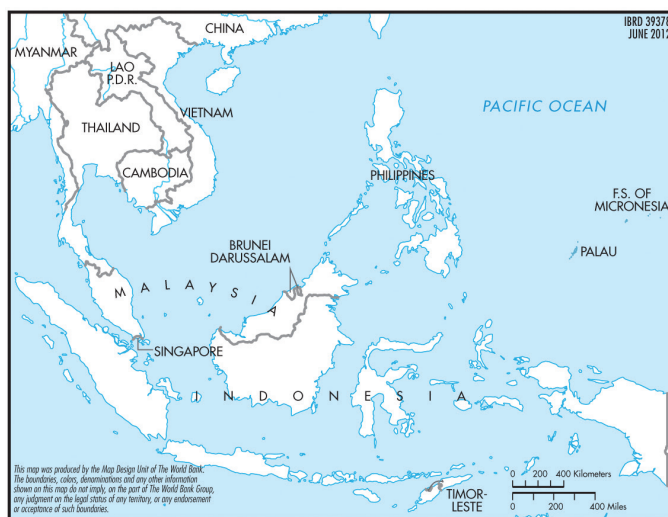 IBRD 39378
JUNE 2012
CHINA
MYANMAR
LAO
P.D.R.
VIETNAM
THAILAND
CAMBODIA
PACIFIC OCEAN
PHILIPPINES
F.S. OF
MICRONESIA
PALAU
BRUNEI
DARUSSALAM
MALAYSIA
SINGAPORE
INDONESIA
This map was produced by the Map Design Unit of The World Bank.
The boundaries, colors, denominations and any other information
shown on this map do not imply, on the part of The World Bank Group,
any judgment on the legal status of any territory, or any endorsement
or acceptance of such boundaries.
TIMOR-
LESTE
0 200 400 Kilometers
0 200 400 Miles